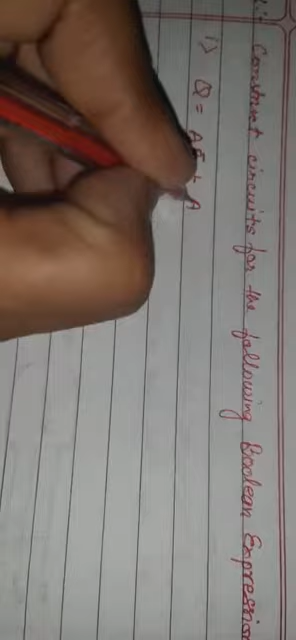 Construct circuits for the following Boolean Expression
i) Q = A + A